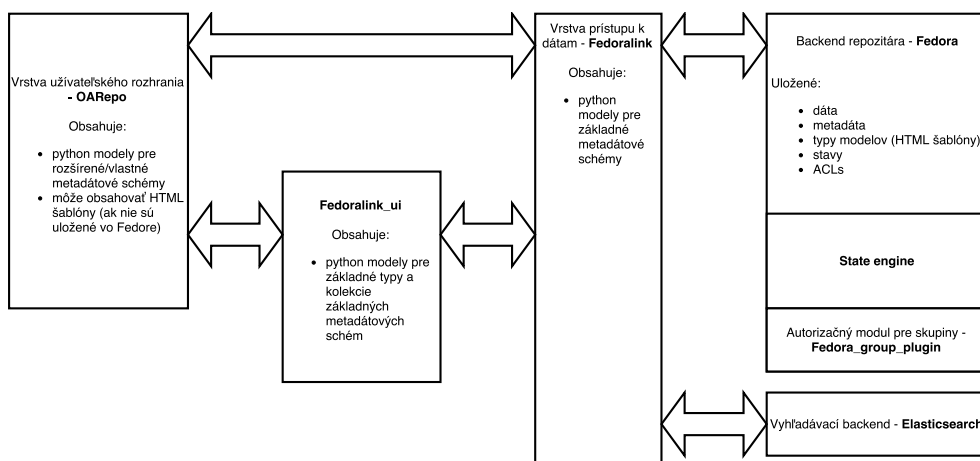 Vrstva užívateľského rozhrania
- OARepo
Obsahuje:
• python modely pre
rozšírené/vlastné
metadátové schémy
• môže obsahovať HTML
šablóny (ak nie sú
uložené vo Fedore)
Fedoralink_ui
Obsahuje:
• python modely pre
základné typy a
kolekcie
základných
metadátových
schém
Vrstva prístupu k
dátam - Fedoralink
Obsahuje:
• python
modely pre
základné
metadátové
schémy
Backend repozitára - Fedora
Uložené:
• dáta
• metadáta
• typy modelov (HTML šablóny)
• stavy
• ACLs
State engine
Autorizačný modul pre skupiny -
Fedora_group_plugin
Vyhľadávací backend - Elasticsearch